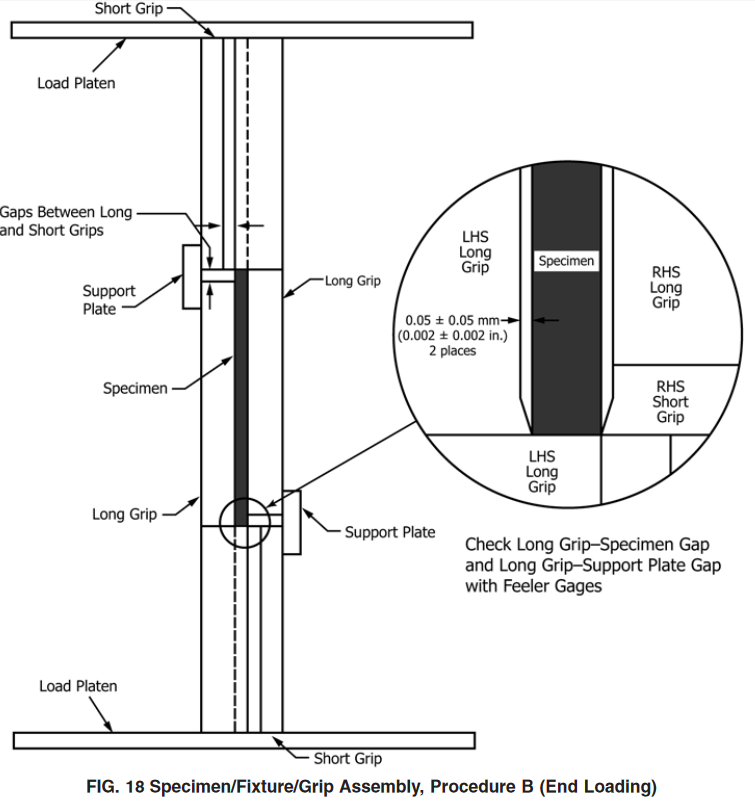 Short Grip
Load Platen
Gaps Between Long
and Short Grips
Support
Plate
Long Grip
Specimen
Long Grip
Support Plate
Load Platen
Short Grip
LHS
Long
Grip
Specimen
RHS
Long
Grip
0.05 ± 0.05 mm
(0.002 ± 0.002 in.)
2 places
RHS
Short
Grip
LHS
Long
Grip
Check Long Grip–Specimen Gap
and Long Grip–Support Plate Gap
with Feeler Gages
FIG. 18 Specimen/Fixture/Grip Assembly, Procedure B (End Loading)